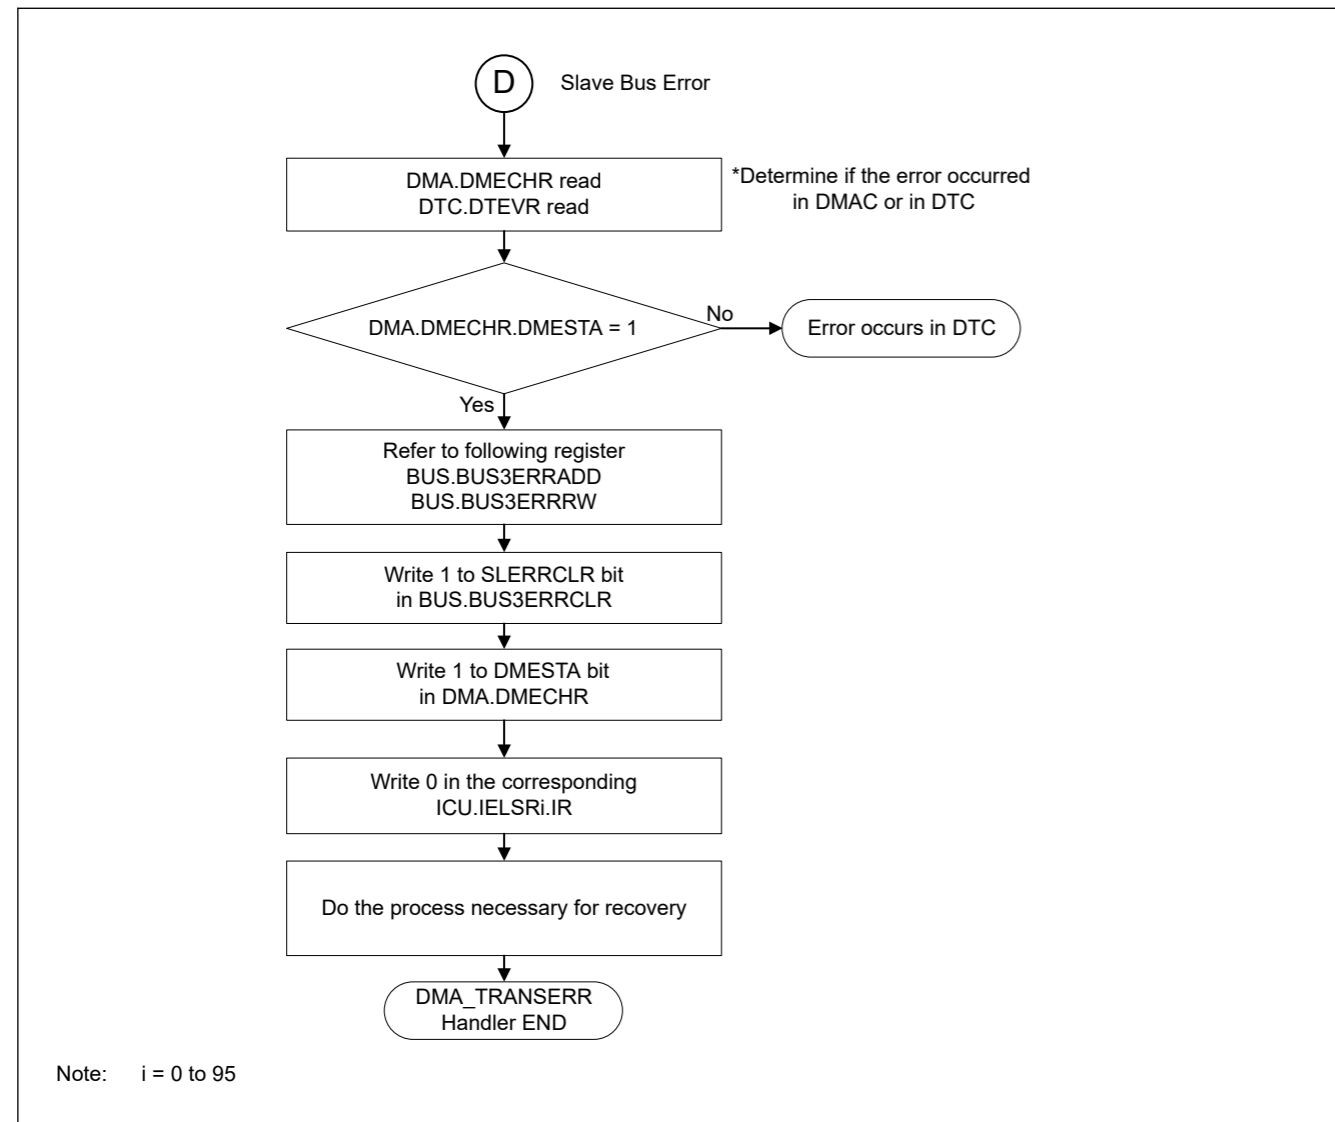 D
Slave Bus Error
DMA.DMECHR read
DTC.DTEVR read
*Determine if the error occurred
in DMAC or in DTC
DMA.DMECHR.DMESTA = 1
No
Error occurs in DTC
Yes
Refer to following register
BUS.BUS3ERRADD
BUS.BUS3ERRRW
Write 1 to SLERRCLR bit
in BUS.BUS3ERRCLR
Write 1 to DMESTA bit
in DMA.DMECHR
Write 0 in the corresponding
ICU.IELSRi.IR
Do the process necessary for recovery
DMA_TRANSERR
Handler END
Note: i = 0 to 95